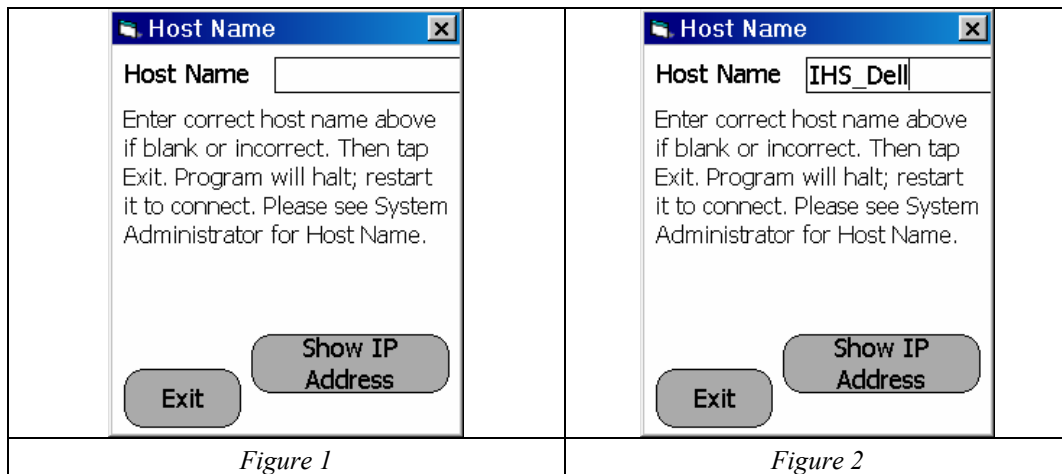 Host Name
Host Name
Enter correct host name above
if blank or incorrect. Then tap
Exit. Program will halt; restart
it to connect. Please see System
Administrator for Host Name.
Show IP
Address
Exit
Figure 1
Host Name
Host Name IHS_Dell
Enter correct host name above
if blank or incorrect. Then tap
Exit. Program will halt; restart
it to connect. Please see System
Administrator for Host Name.
Show IP
Address
Exit
Figure 2